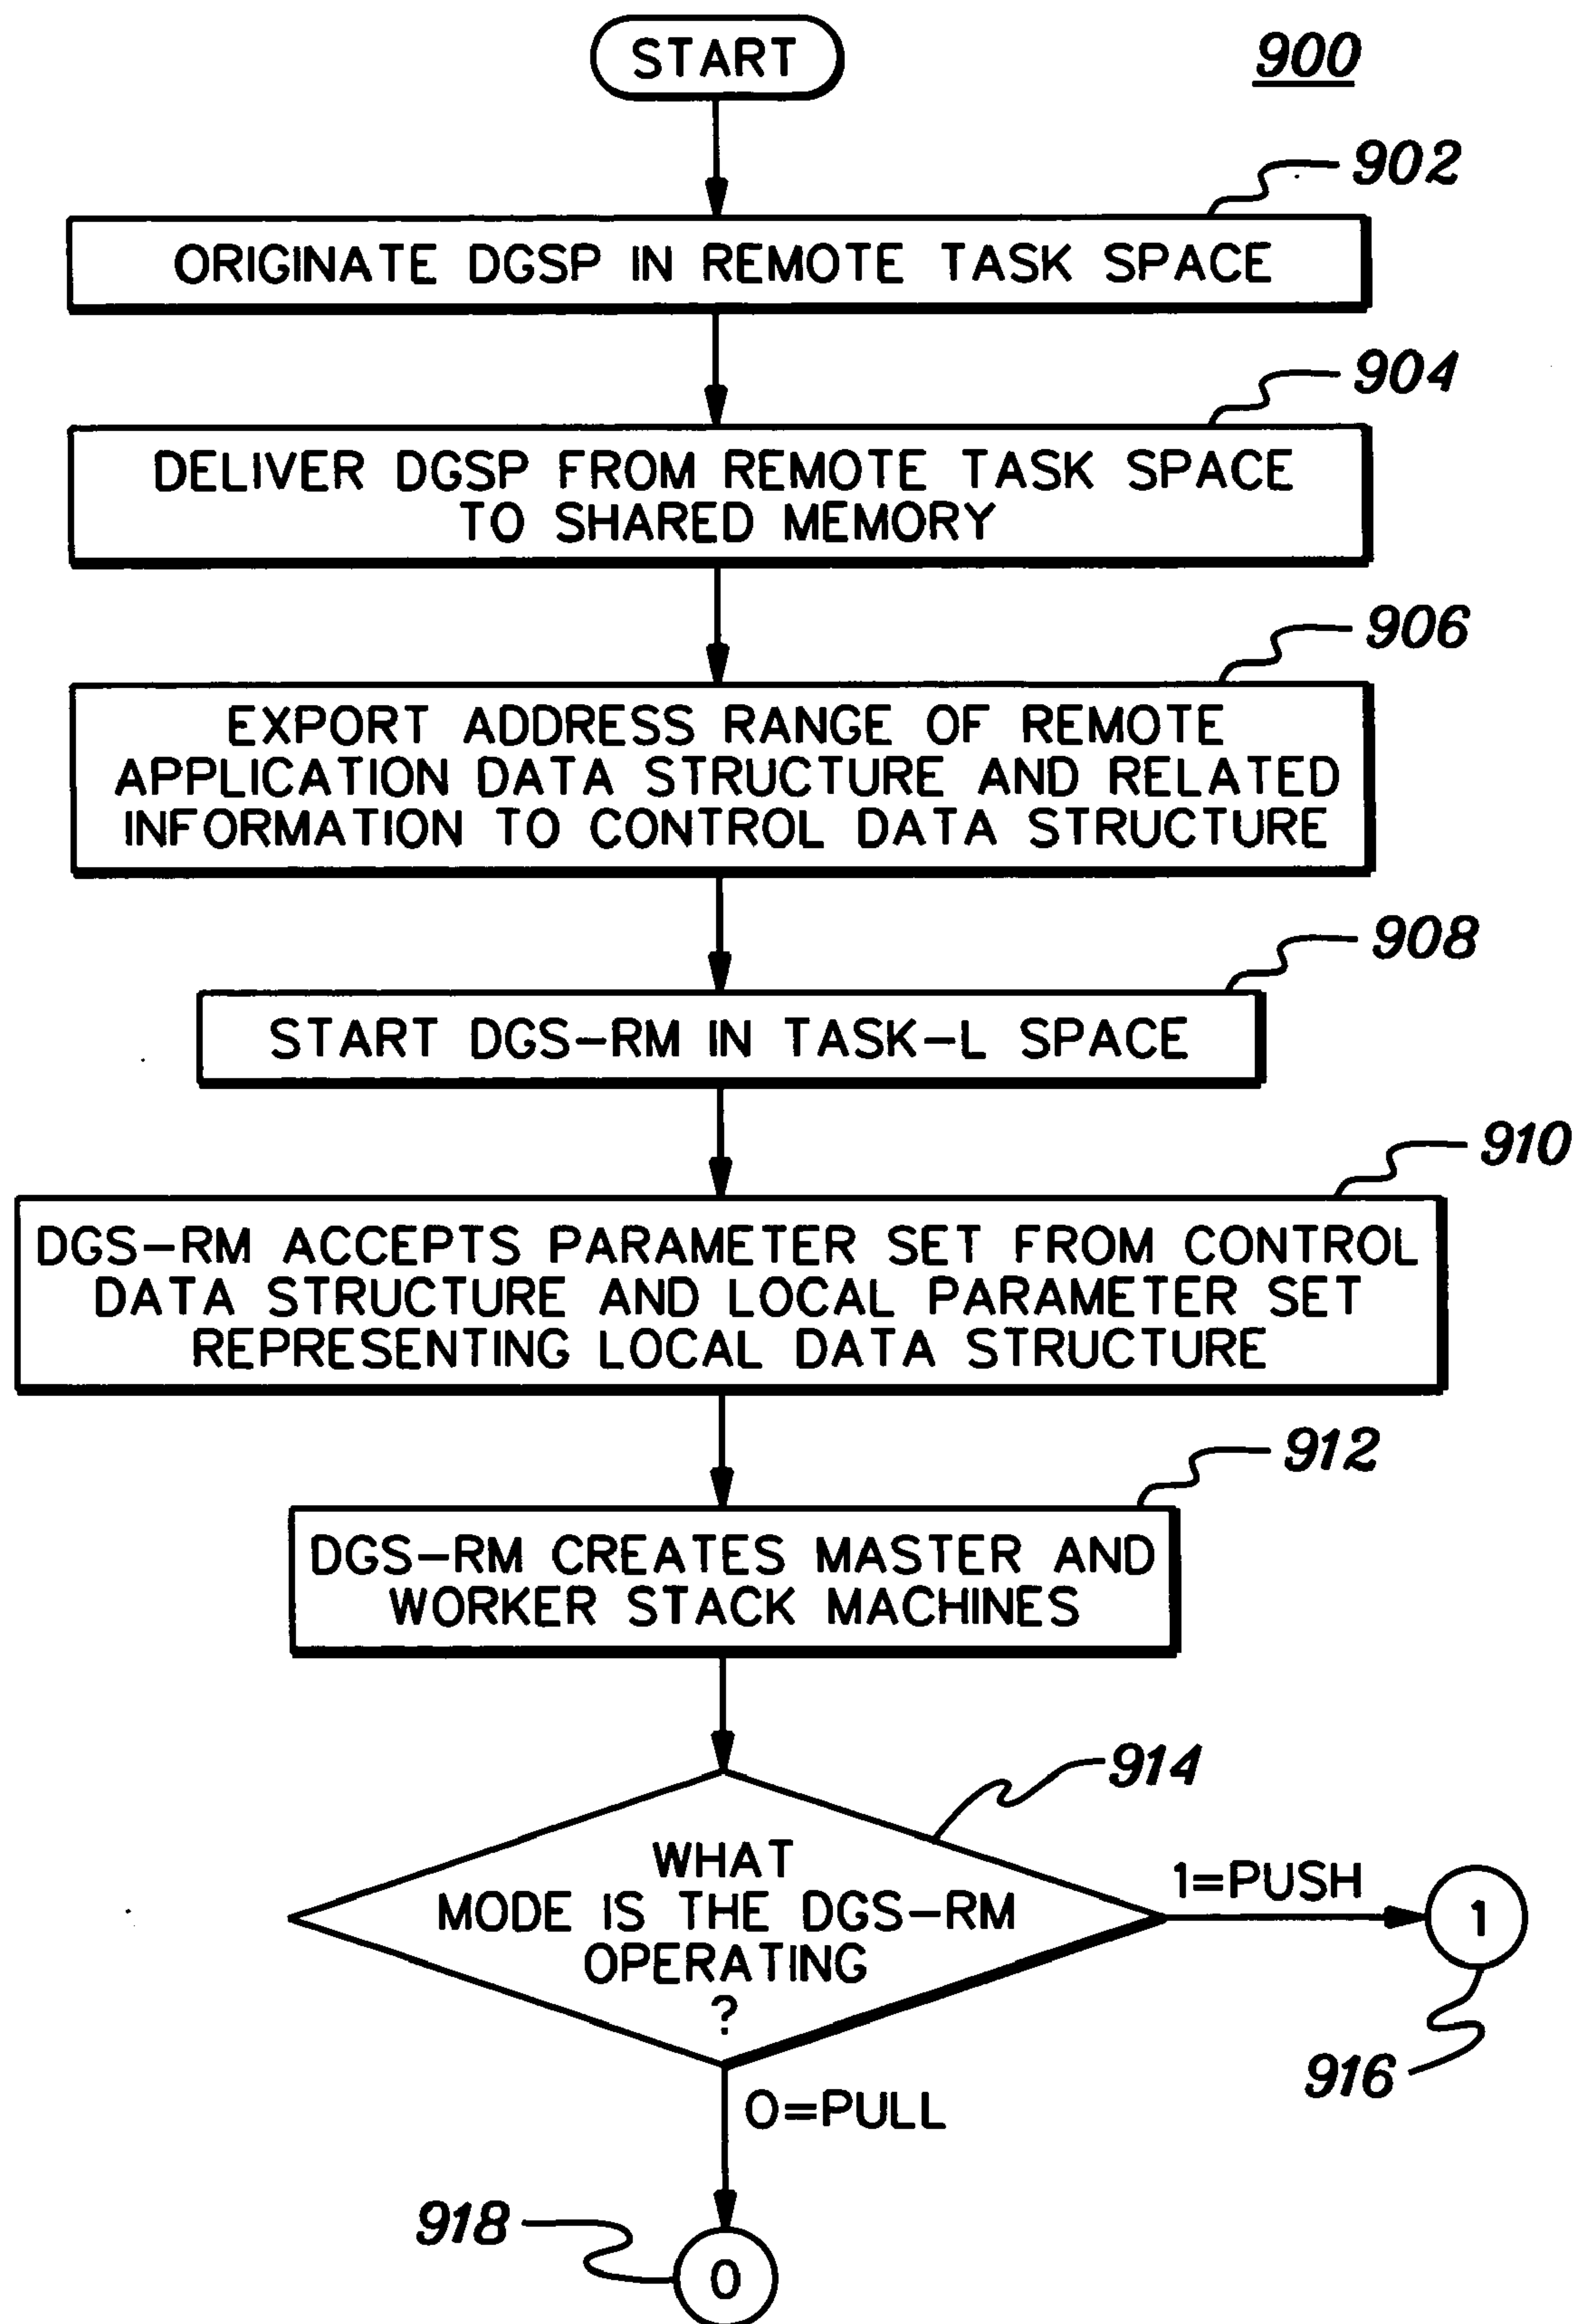 START
900
902
ORIGINATE DGSP IN REMOTE TASK SPACE
904
DELIVER DGSP FROM REMOTE TASK SPACE
TO SHARED MEMORY
906
EXPORT ADDRESS RANGE OF REMOTE
APPLICATION DATA STRUCTURE AND RELATED
INFORMATION TO CONTROL DATA STRUCTURE
908
START DGS-RM IN TASK-L SPACE
910
DGS-RM ACCEPTS PARAMETER SET FROM CONTROL
DATA STRUCTURE AND LOCAL PARAMETER SET
REPRESENTING LOCAL DATA STRUCTURE
912
DGS-RM CREATES MASTER AND
WORKER STACK MACHINES
914
WHAT
MODE IS THE DGS-RM
OPERATING
?
1=PUSH
1
916
0=PULL
918
0